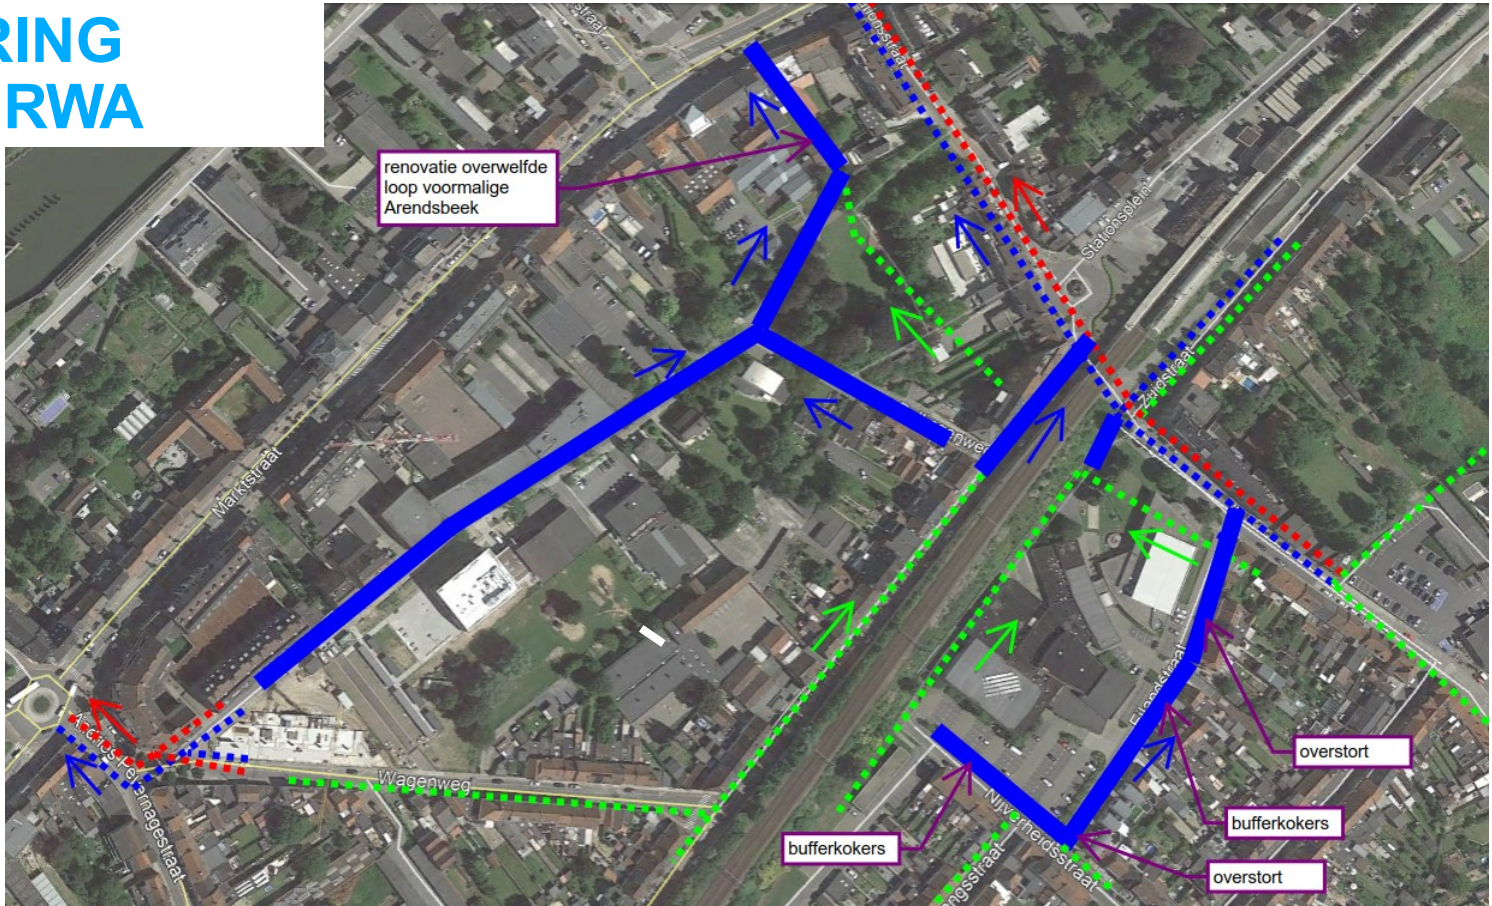 RING
RWA
Stationsplein
renovatie overwelfde
loop voormalige
Arendsbeek
Zuidstraat
Marktstraat
Wagenweg
Nijverheidsstraat
overstort
bufferkokers
bufferkokers
overstort